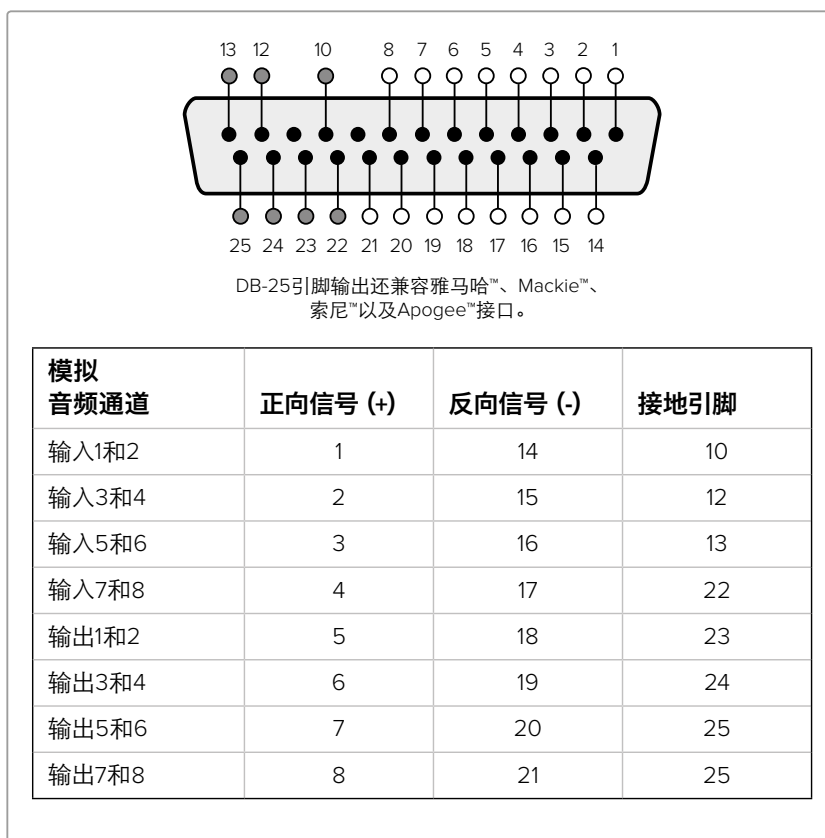 13 12 10 8 7 6 5 4 3 2 1
25 24 23 22 21 20 19 18 17 16 15 14
DB-25引脚输出还兼容雅马哈™、Mackie™、
索尼™以及Apogee™接口。
模拟
音频通道 正向信号 (+) 反向信号 (-) 接地引脚
输入1和2 1 14 10
输入3和4 2 15 12
输入5和6 3 16 13
输入7和8 4 17 22
输出1和2 5 18 23
输出3和4 6 19 24
输出5和6 7 20 25
输出7和8 8 21 25